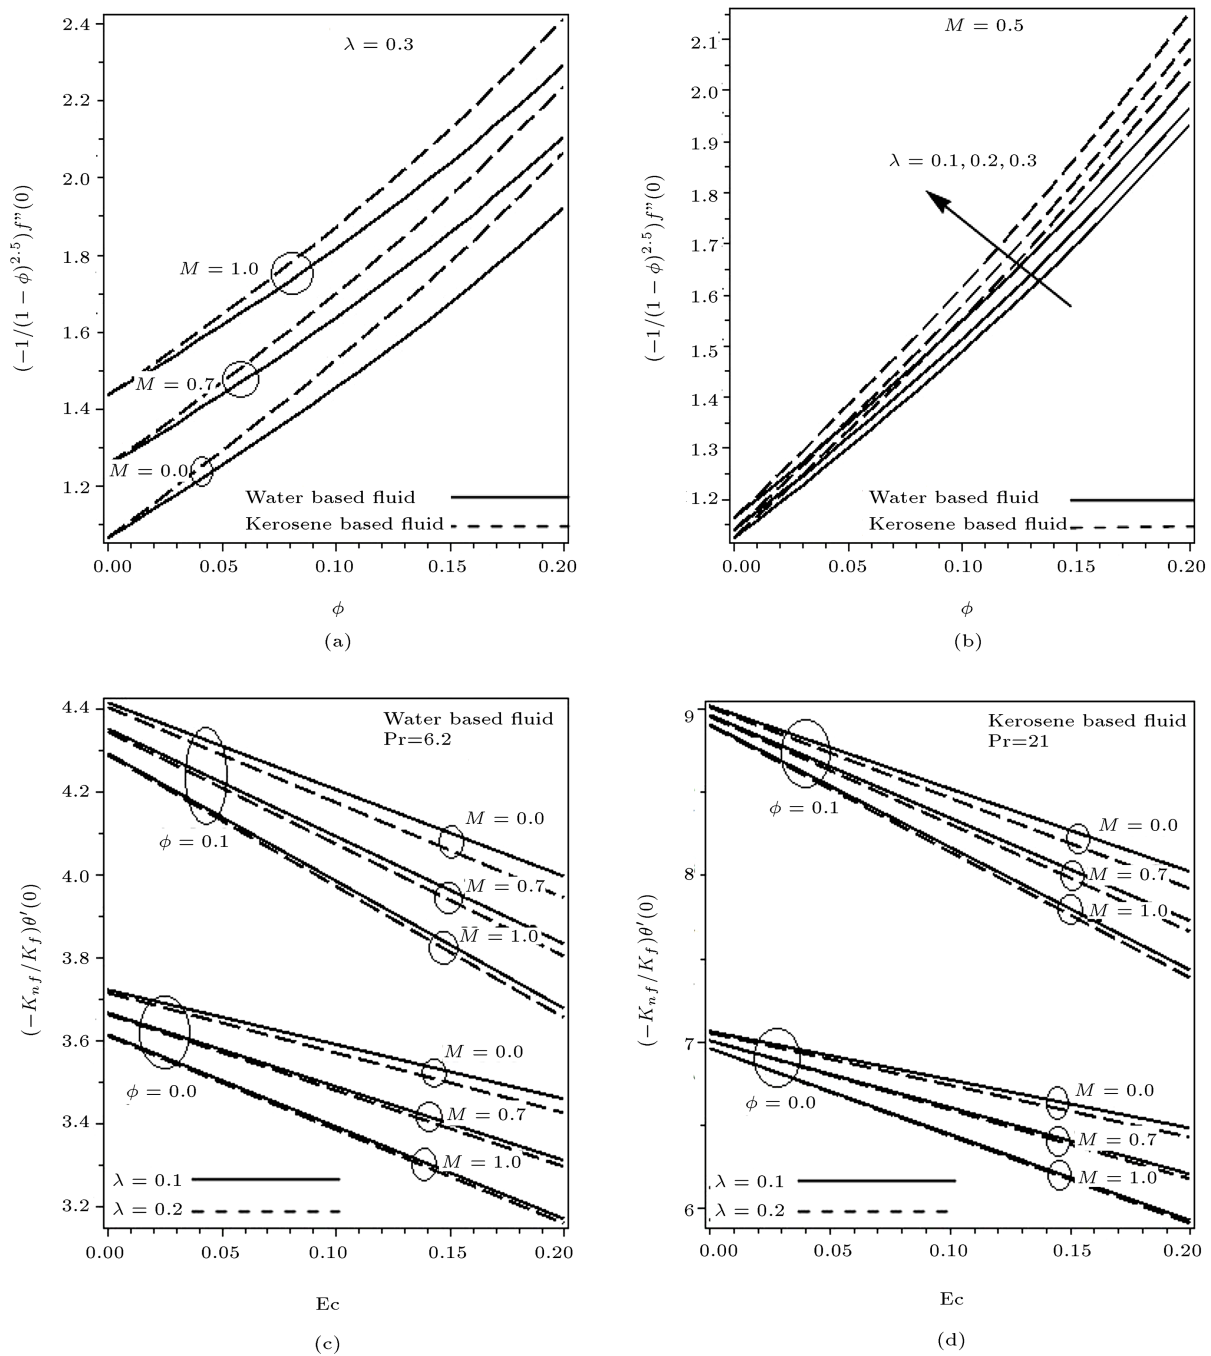 (−1/(1 − ϕ)^2.5)f”(0)
2.4
2.2
2.0
1.8
1.6
1.4
1.2
λ = 0.3
M = 1.0
M = 0.7
M = 0.0
Water based fluid
Kerosene based fluid
0.00 0.05 0.10 0.15 0.20
ϕ
(a)
(−1/(1 − ϕ)^2.5)f”(0)
2.1
2.0
1.9
1.8
1.7
1.6
1.5
1.4
1.3
1.2
M = 0.5
λ = 0.1, 0.2, 0.3
Water based fluid
Kerosene based fluid
0.00 0.05 0.10 0.15 0.20
ϕ
(b)
(−K_nf/K_f)θ′(0)
4.4
4.2
4.0
3.8
3.6
3.4
3.2
Water based fluid
Pr=6.2
M = 0.0
ϕ = 0.1
M = 0.7
M = 1.0
M = 0.0
ϕ = 0.0
M = 0.7
M = 1.0
λ = 0.1
λ = 0.2
0.00 0.05 0.10 0.15 0.20
Ec
(c)
(−K_nf/K_f)θ′(0)
9
8
7
6
Kerosene based fluid
Pr=21
ϕ = 0.1
M = 0.0
M = 0.7
M = 1.0
M = 0.0
ϕ = 0.0
M = 0.7
M = 1.0
λ = 0.1
λ = 0.2
0.00 0.05 0.10 0.15 0.20
Ec
(d)